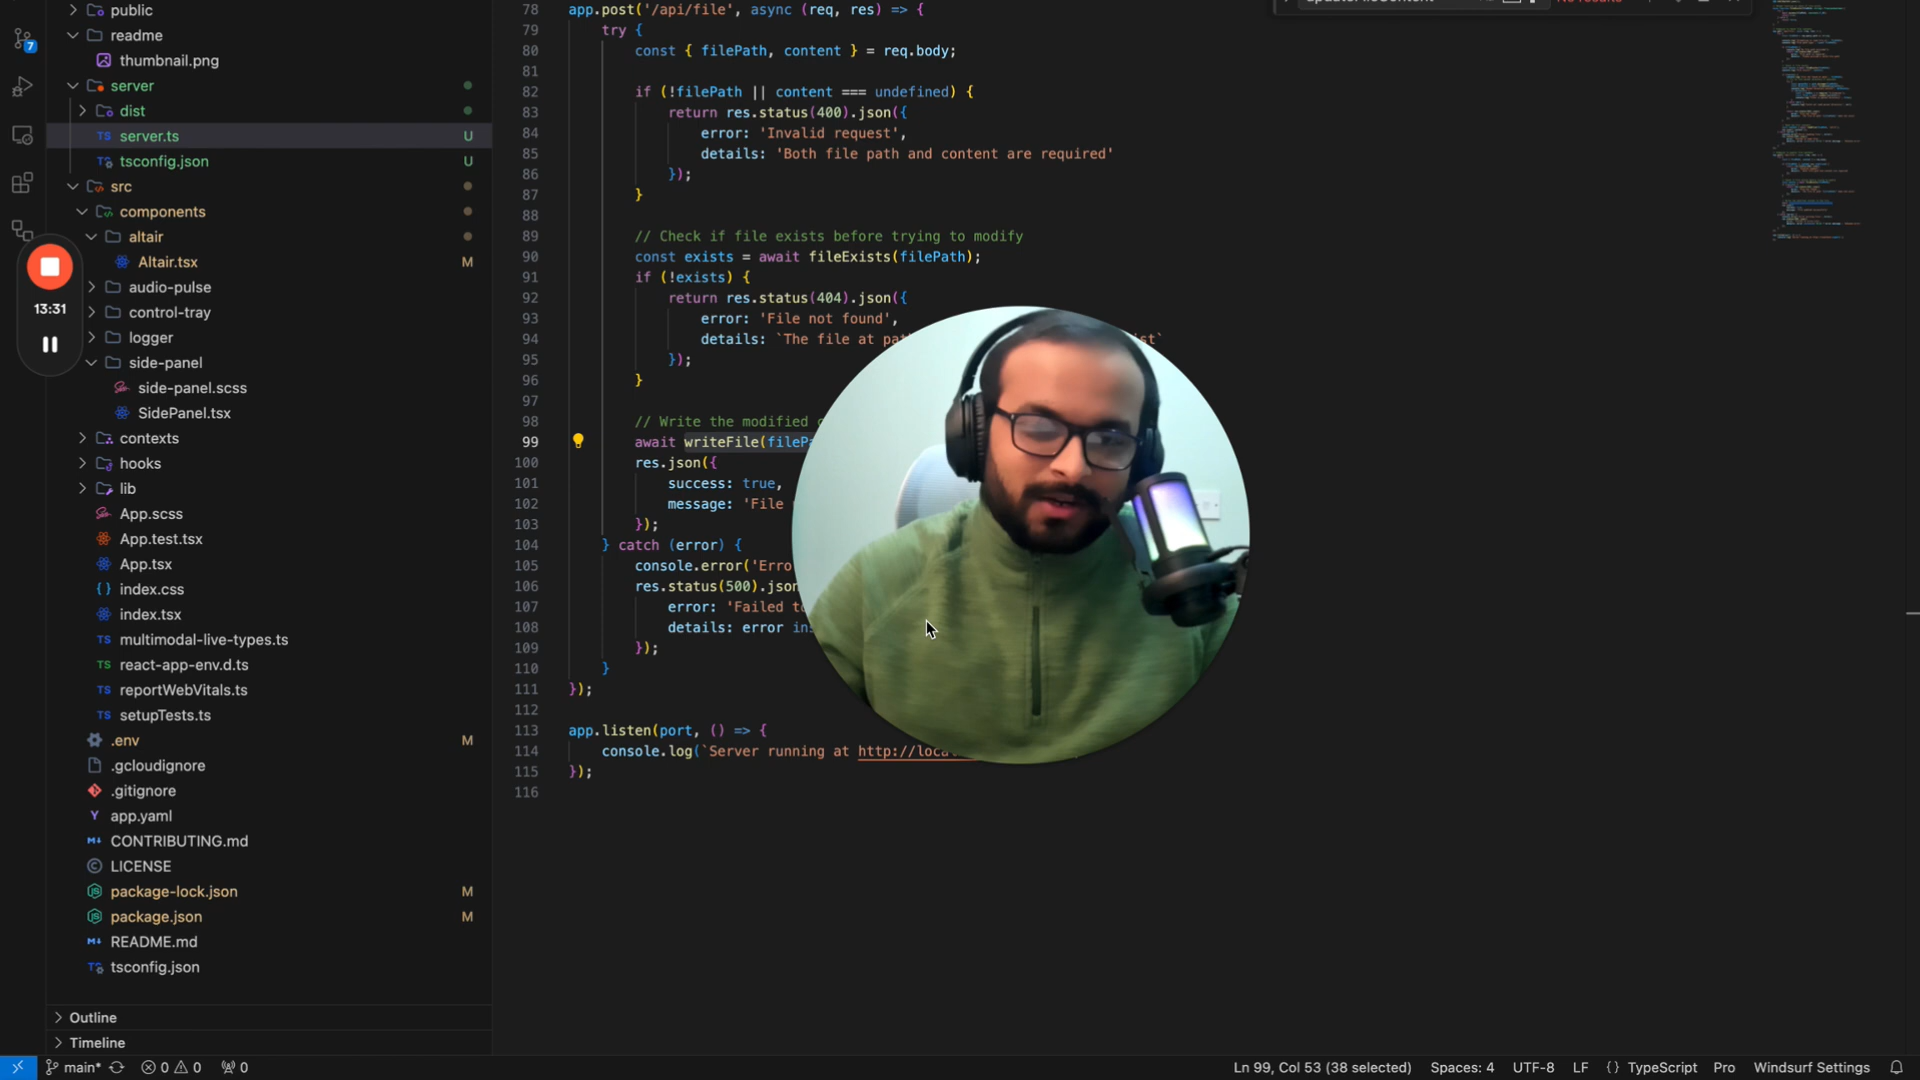 public
readme
thumbnail.png
server
dist
server.ts U
tsconfig.json U
src
components
altair
Altair.tsx M
audio-pulse
control-tray
logger
side-panel
side-panel.scss
SidePanel.tsx
contexts
hooks
lib
App.scss
App.test.tsx
App.tsx
index.css
index.tsx
multimodal-live-types.ts
react-app-env.d.ts
reportWebVitals.ts
setupTests.ts
.env M
.gcloudignore
.gitignore
app.yaml
CONTRIBUTING.md
LICENSE
package-lock.json M
package.json M
README.md
tsconfig.json
Outline
Timeline
7
13:31
78 app.post('/api/file', async (req, res) => {
79 try {
80 const { filePath, content } = req.body;
81
82 if (!filePath || content === undefined) {
83 return res.status(400).json({
84 error: 'Invalid request',
85 details: 'Both file path and content are required'
86 });
87 }
88
89 // Check if file exists before trying to modify
90 const exists = await fileExists(filePath);
91 if (!exists) {
92 return res.status(404).json({
93 error: 'File not found',
94 details: `The file at
95 });
96 }
97
98 // Write the modified
99 await writeFile(fileP
100 res.json({
101 success: true,
102 message: 'File
103 });
104 } catch (error) {
105 console.error('Erro
106 res.status(500).json
107 error: 'Failed t
108 details: error in
109 });
110 }
111 });
112
113 app.listen(port, () => {
114 console.log(`Server running at http://loca
115 });
116
main* 0 0 0 Ln 99, Col 53 (38 selected) Spaces: 4 UTF-8 LF {} TypeScript Pro Windsurf Settings